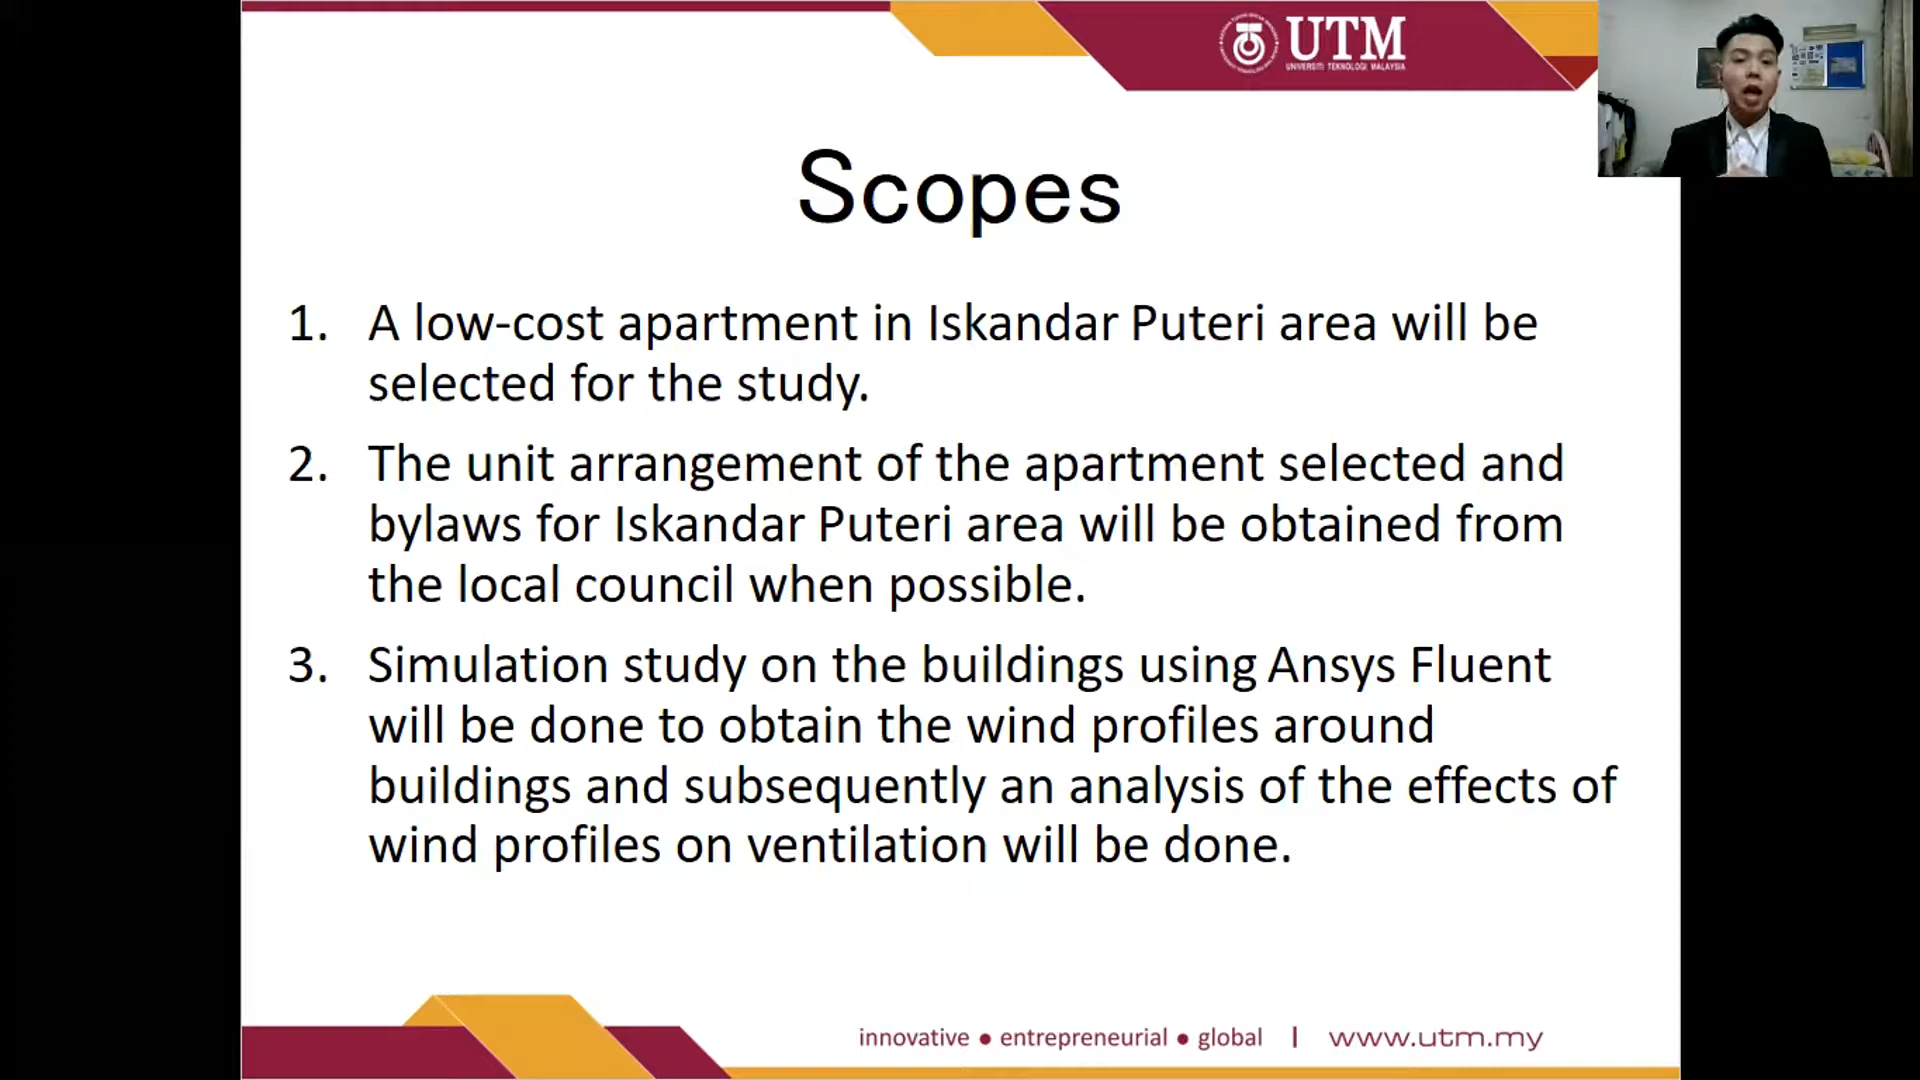 UTM
UNIVERSITI TEKNOLOGI MALAYSIA
Scopes
1. A low-cost apartment in Iskandar Puteri area will be
selected for the study.
2. The unit arrangement of the apartment selected and
bylaws for Iskandar Puteri area will be obtained from
the local council when possible.
3. Simulation study on the buildings using Ansys Fluent
will be done to obtain the wind profiles around
buildings and subsequently an analysis of the effects of
wind profiles on ventilation will be done.
innovative ● entrepreneurial ● global | www.utm.my